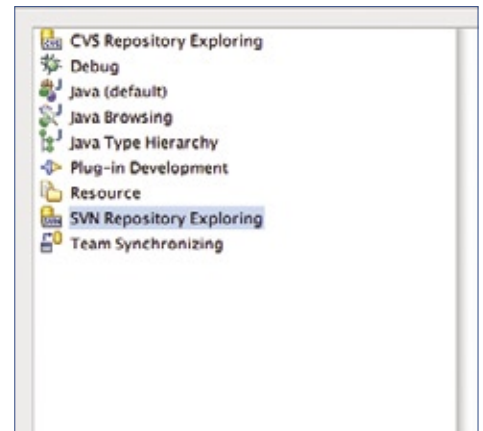 CVS Repository Exploring
Debug
Java (default)
Java Browsing
Java Type Hierarchy
Plug-in Development
Resource
SVN Repository Exploring
Team Synchronizing